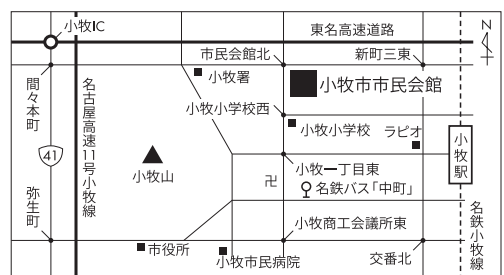 小牧IC
東名高速道路
N
市民会館北
新町三東
小牧署
小牧市市民会館
間々本町
名古屋高速11号小牧線
小牧小学校西
小牧小学校
ラピオ
小牧駅
41
小牧山
小牧一丁目東
卍
名鉄バス「中町」
弥生町
小牧商工会議所東
名鉄小牧線
市役所
小牧市民病院
交番北